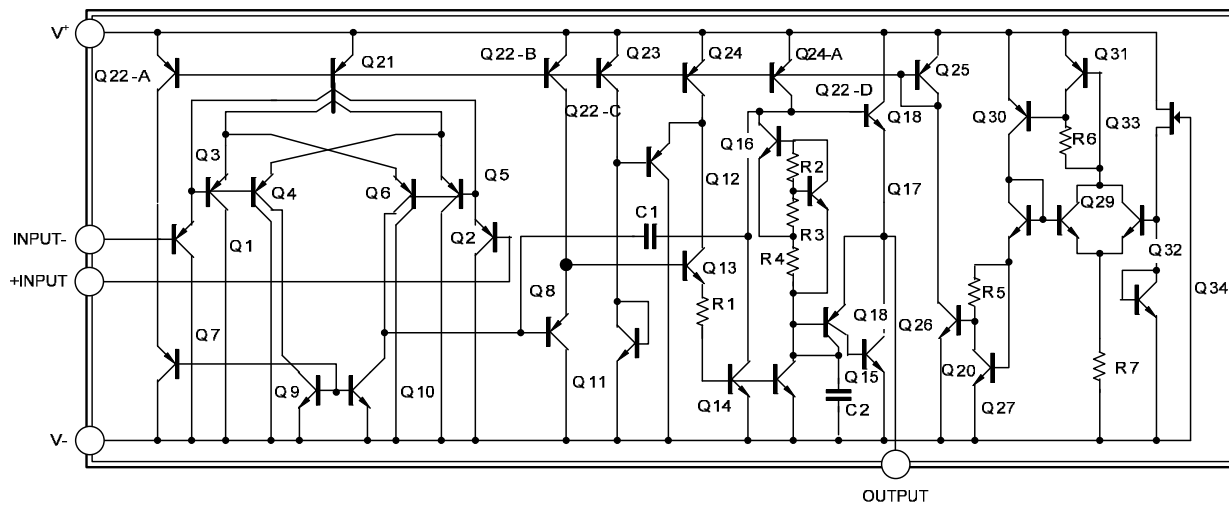 V+
Q22-A
Q21
Q22-B
Q23
Q24
Q24-A
Q25
Q31
Q22-C
Q22-D
Q18
Q30
Q33
Q16
R6
Q3
Q4
Q6
Q5
Q12
R2
Q17
C1
R3
Q29
INPUT-
Q1
Q2
R4
Q32
+INPUT
Q13
Q8
R1
R5
Q34
Q7
Q18
Q26
Q9
Q10
Q11
Q14
Q15
C2
Q20
Q27
R7
V-
OUTPUT